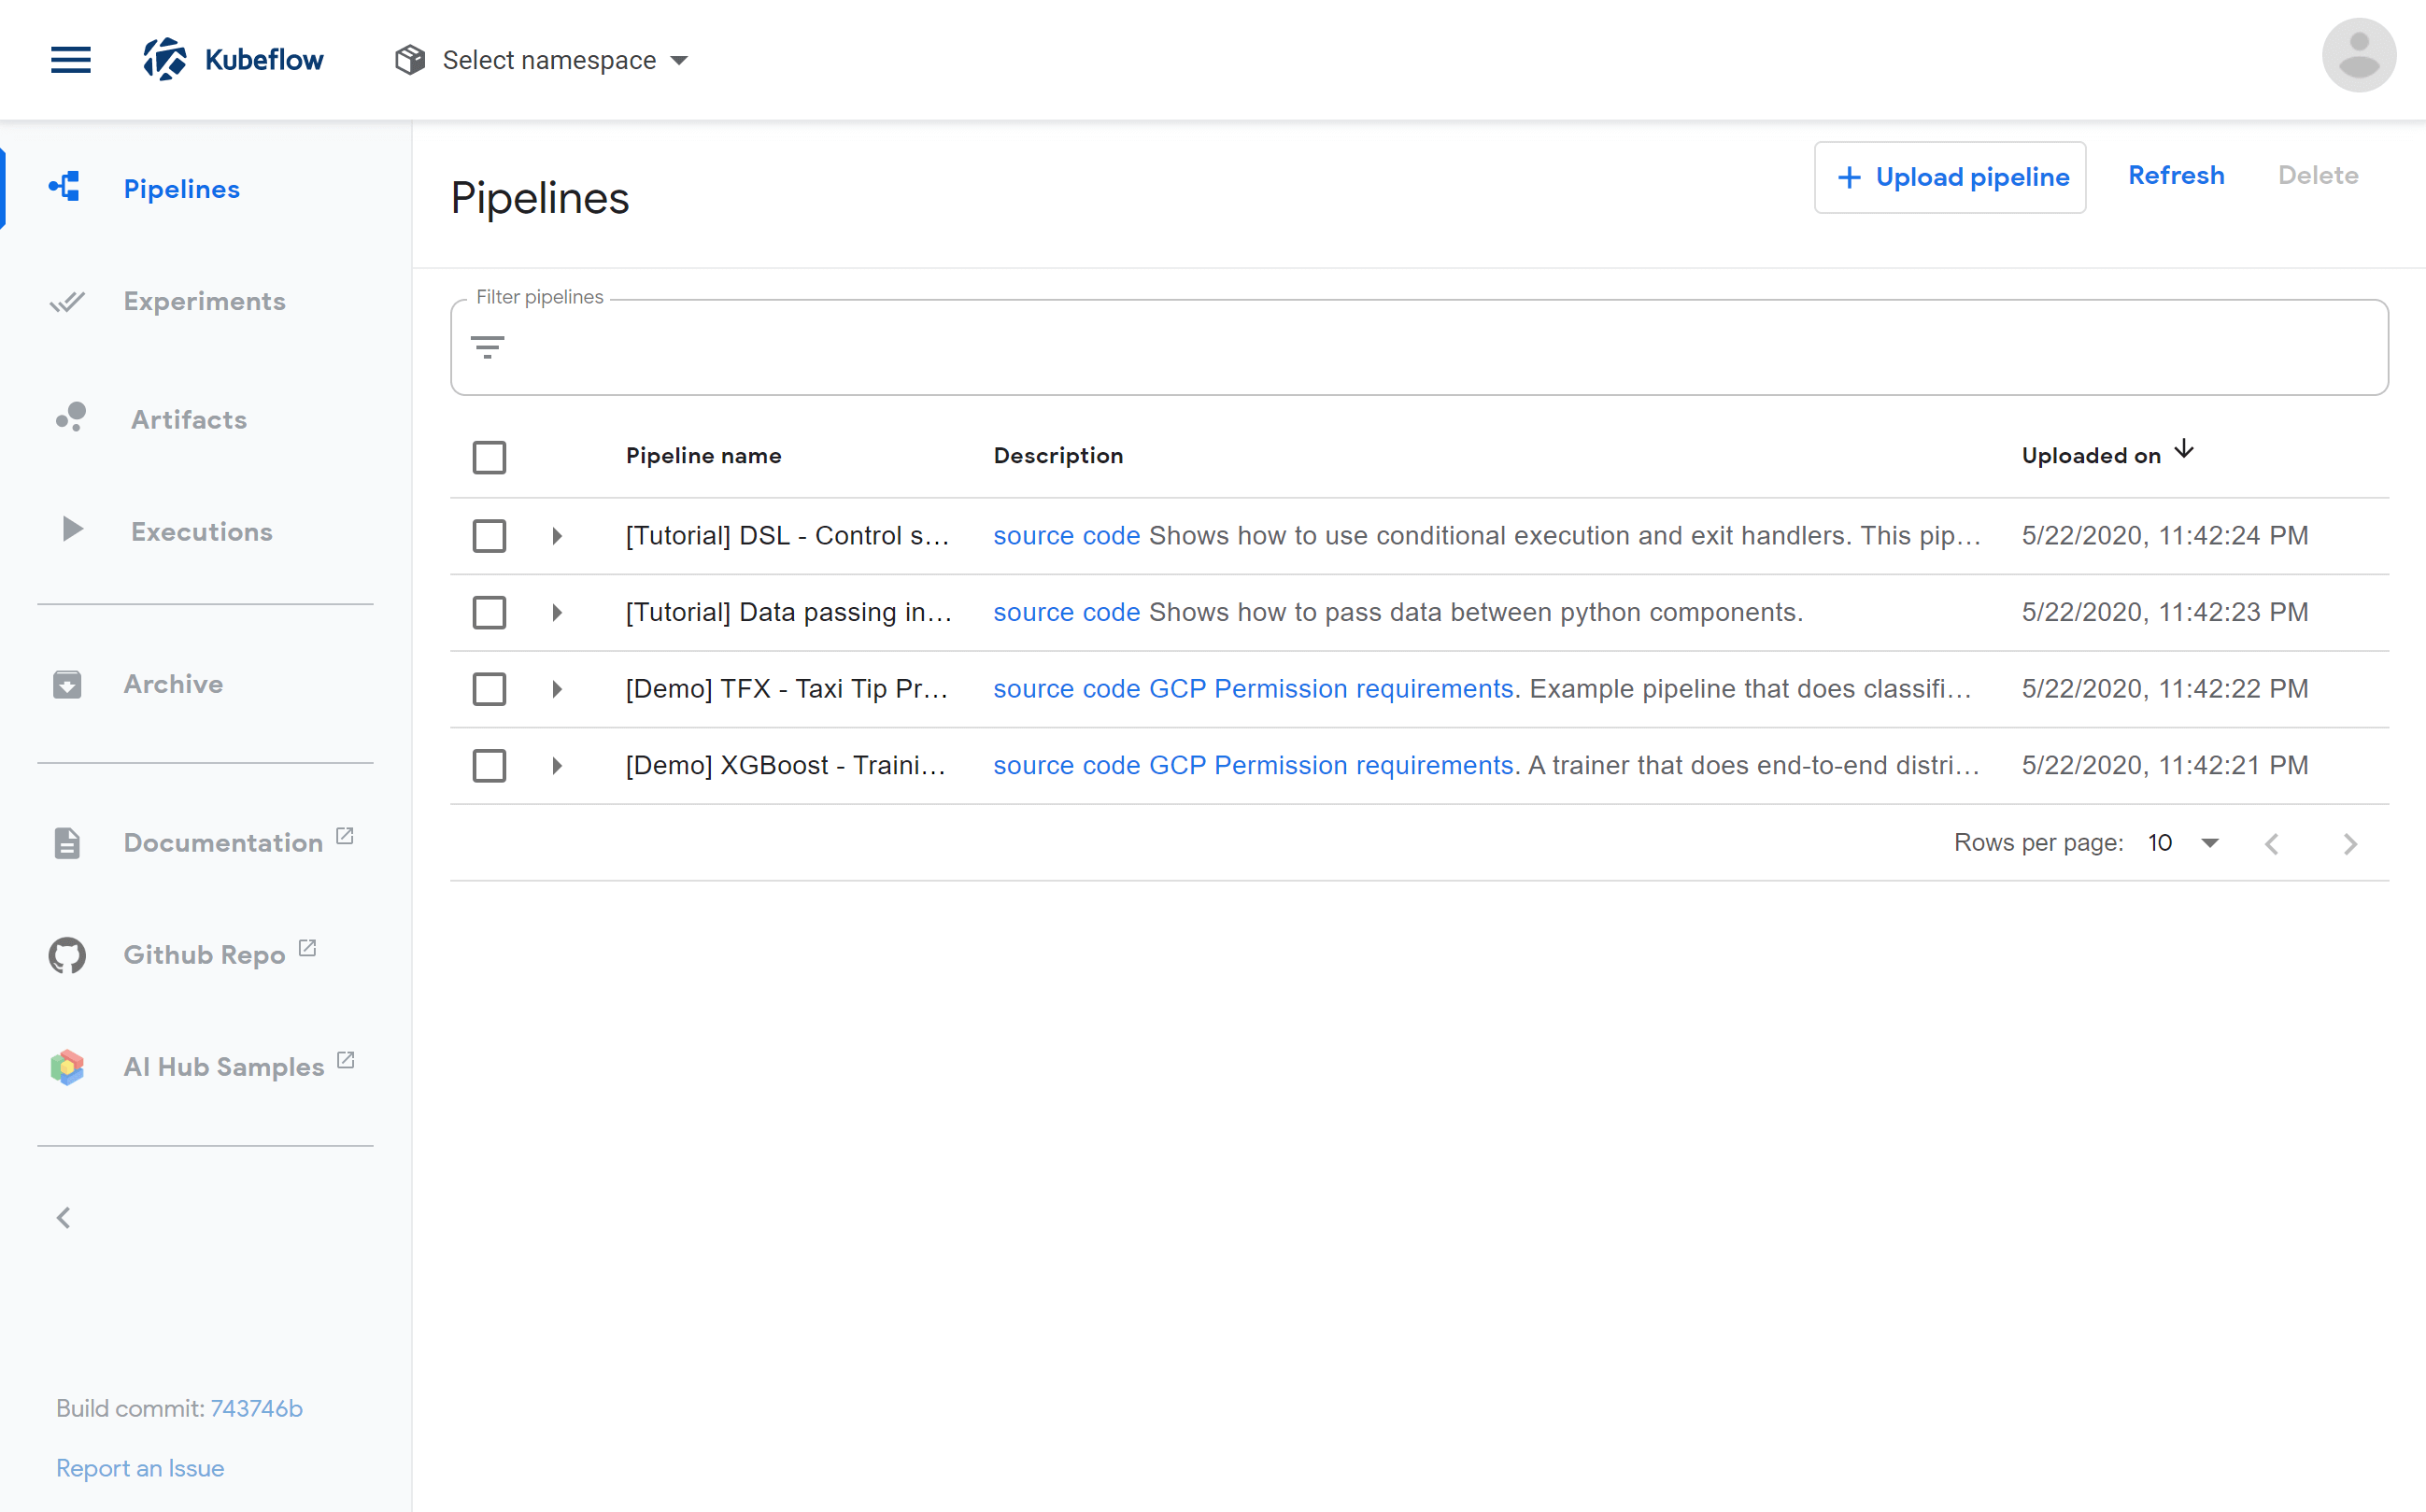 Kubeflow
Select namespace
Pipelines
Experiments
Artifacts
Executions
Archive
Documentation
Github Repo
AI Hub Samples
Build commit: 743746b
Report an Issue
Pipelines
+ Upload pipeline Refresh Delete
Filter pipelines
Pipeline name Description Uploaded on
[Tutorial] DSL - Control s... source code Shows how to use conditional execution and exit handlers. This pip... 5/22/2020, 11:42:24 PM
[Tutorial] Data passing in... source code Shows how to pass data between python components. 5/22/2020, 11:42:23 PM
[Demo] TFX - Taxi Tip Pr... source code GCP Permission requirements. Example pipeline that does classifi... 5/22/2020, 11:42:22 PM
[Demo] XGBoost - Traini... source code GCP Permission requirements. A trainer that does end-to-end distri... 5/22/2020, 11:42:21 PM
Rows per page: 10